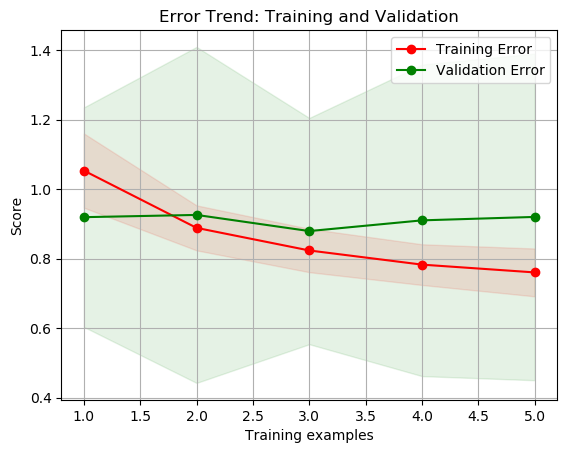 Error Trend: Training and Validation
Training Error
Validation Error
Score
1.4
1.2
1.0
0.8
0.6
0.4
1.0 1.5 2.0 2.5 3.0 3.5 4.0 4.5 5.0
Training examples